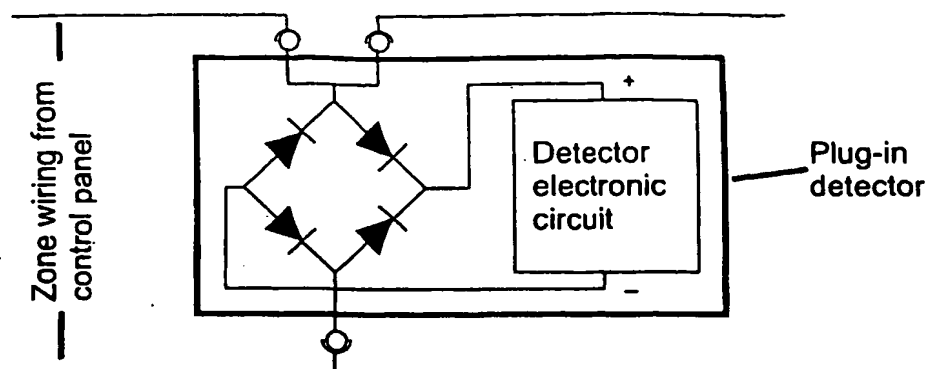 Zone wiring from
control panel
+
Detector
electronic
circuit
–
Plug-in
detector